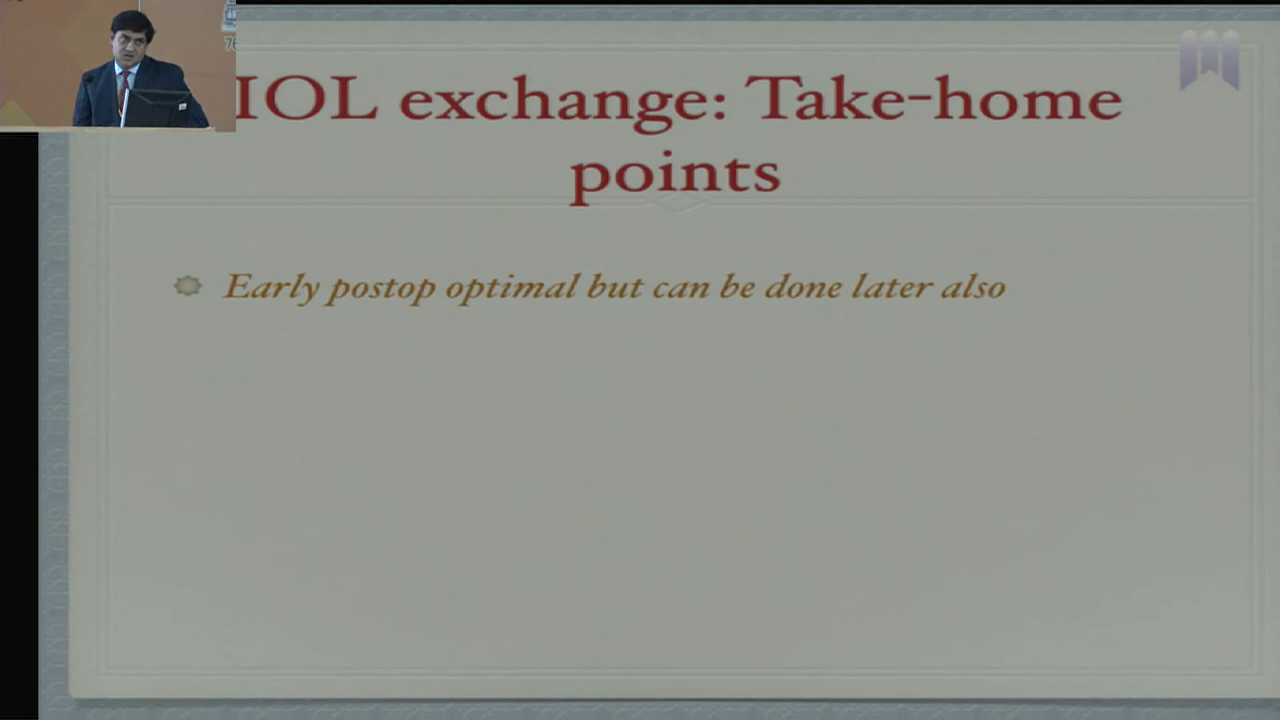 IOL exchange: Take-home
points
Early postop optimal but can be done later also